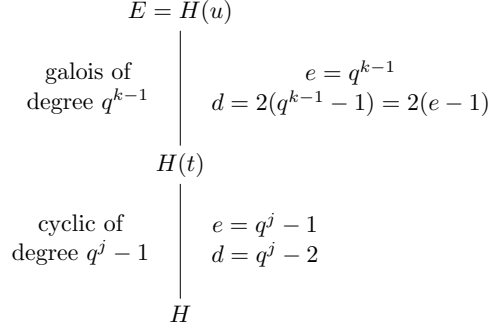 E = H(u)
galois of
degree q^{k−1}
e = q^{k−1}
d = 2(q^{k−1} − 1) = 2(e − 1)
H(t)
cyclic of
degree q^j − 1
e = q^j − 1
d = q^j − 2
H